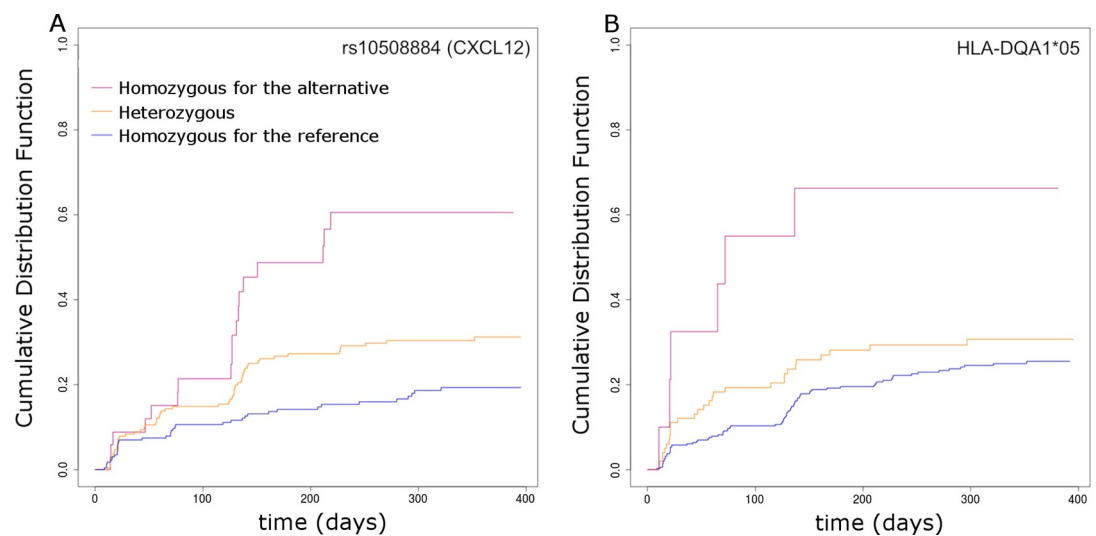 A
rs10508884 (CXCL12)
Homozygous for the alternative
Heterozygous
Homozygous for the reference
Cumulative Distribution Function
1.0
0.8
0.6
0.4
0.2
0.0
0 100 200 300 400
time (days)
B
HLA-DQA1*05
Cumulative Distribution Function
1.0
0.8
0.6
0.4
0.2
0.0
0 100 200 300 400
time (days)